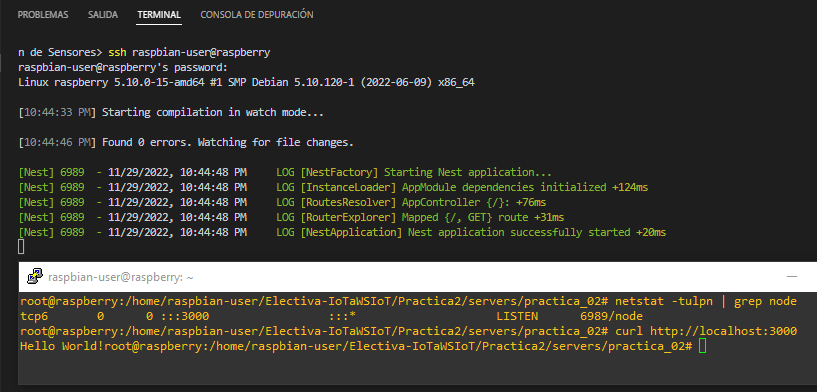 PROBLEMAS SALIDA TERMINAL CONSOLA DE DEPURACIÓN
n de Sensores> ssh raspbian-user@raspberry
raspbian-user@raspberry's password:
Linux raspberry 5.10.0-15-amd64 #1 SMP Debian 5.10.120-1 (2022-06-09) x86_64
[10:44:33 PM] Starting compilation in watch mode...
[10:44:46 PM] Found 0 errors. Watching for file changes.
[Nest] 6989  - 11/29/2022, 10:44:48 PM     LOG [NestFactory] Starting Nest application...
[Nest] 6989  - 11/29/2022, 10:44:48 PM     LOG [InstanceLoader] AppModule dependencies initialized +124ms
[Nest] 6989  - 11/29/2022, 10:44:48 PM     LOG [RoutesResolver] AppController {/}: +76ms
[Nest] 6989  - 11/29/2022, 10:44:48 PM     LOG [RouterExplorer] Mapped {/, GET} route +31ms
[Nest] 6989  - 11/29/2022, 10:44:48 PM     LOG [NestApplication] Nest application successfully started +20ms
raspbian-user@raspberry: ~
root@raspberry:/home/raspbian-user/Electiva-IoTaWSIoT/Practica2/servers/practica_02# netstat -tulpn | grep node
tcp6       0      0 :::3000                 :::*                    LISTEN      6989/node
root@raspberry:/home/raspbian-user/Electiva-IoTaWSIoT/Practica2/servers/practica_02# curl http://localhost:3000
Hello World!root@raspberry:/home/raspbian-user/Electiva-IoTaWSIoT/Practica2/servers/practica_02#